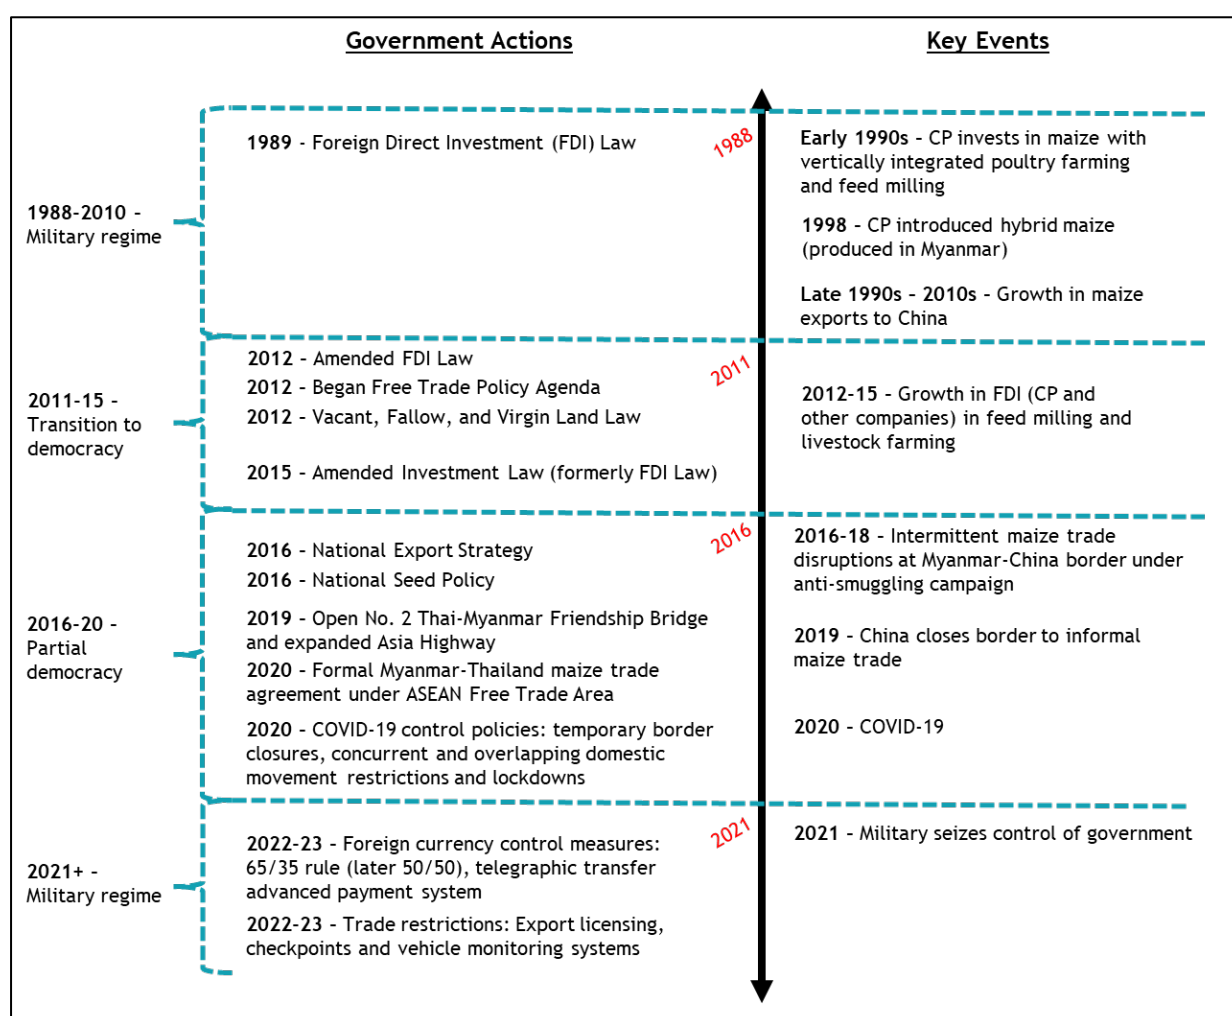 Government Actions
Key Events
1988-2010 –
Military regime
1989 - Foreign Direct Investment (FDI) Law
1988
Early 1990s – CP invests in maize with
vertically integrated poultry farming
and feed milling
1998 – CP introduced hybrid maize
(produced in Myanmar)
Late 1990s – 2010s – Growth in maize
exports to China
2011-15 –
Transition to
democracy
2012 – Amended FDI Law
2012 - Began Free Trade Policy Agenda
2012 – Vacant, Fallow, and Virgin Land Law
2015 – Amended Investment Law (formerly FDI Law)
2011
2012-15 – Growth in FDI (CP and
other companies) in feed milling and
livestock farming
2016-20 –
Partial
democracy
2016 – National Export Strategy
2016 – National Seed Policy
2019 – Open No. 2 Thai-Myanmar Friendship Bridge
and expanded Asia Highway
2020 – Formal Myanmar-Thailand maize trade
agreement under ASEAN Free Trade Area
2020 – COVID-19 control policies: temporary border
closures, concurrent and overlapping domestic
movement restrictions and lockdowns
2016
2016-18 – Intermittent maize trade
disruptions at Myanmar-China border under
anti-smuggling campaign
2019 – China closes border to informal
maize trade
2020 – COVID-19
2021+ –
Military regime
2022-23 – Foreign currency control measures:
65/35 rule (later 50/50), telegraphic transfer
advanced payment system
2022-23 – Trade restrictions: Export licensing,
checkpoints and vehicle monitoring systems
2021
2021 – Military seizes control of government